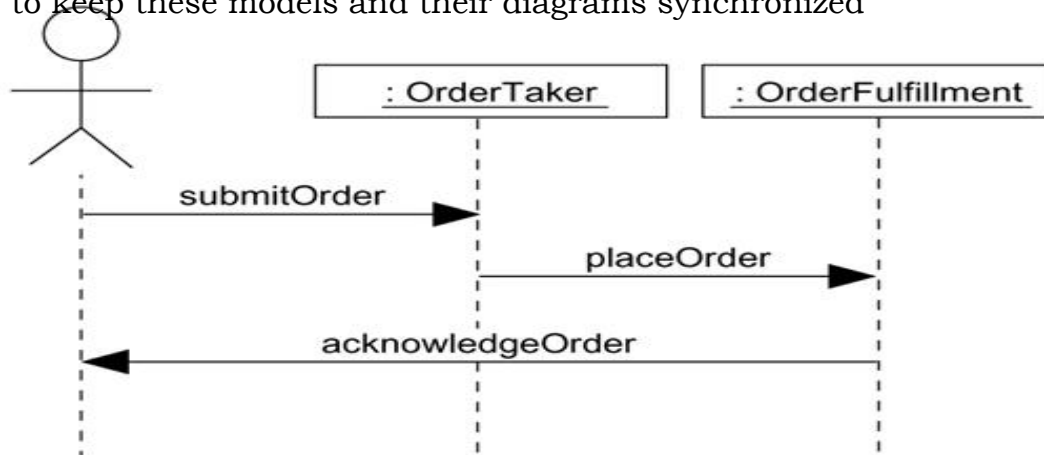 to keep these models and their diagrams synchronized
: OrderTaker
: OrderFulfillment
submitOrder
placeOrder
acknowledgeOrder